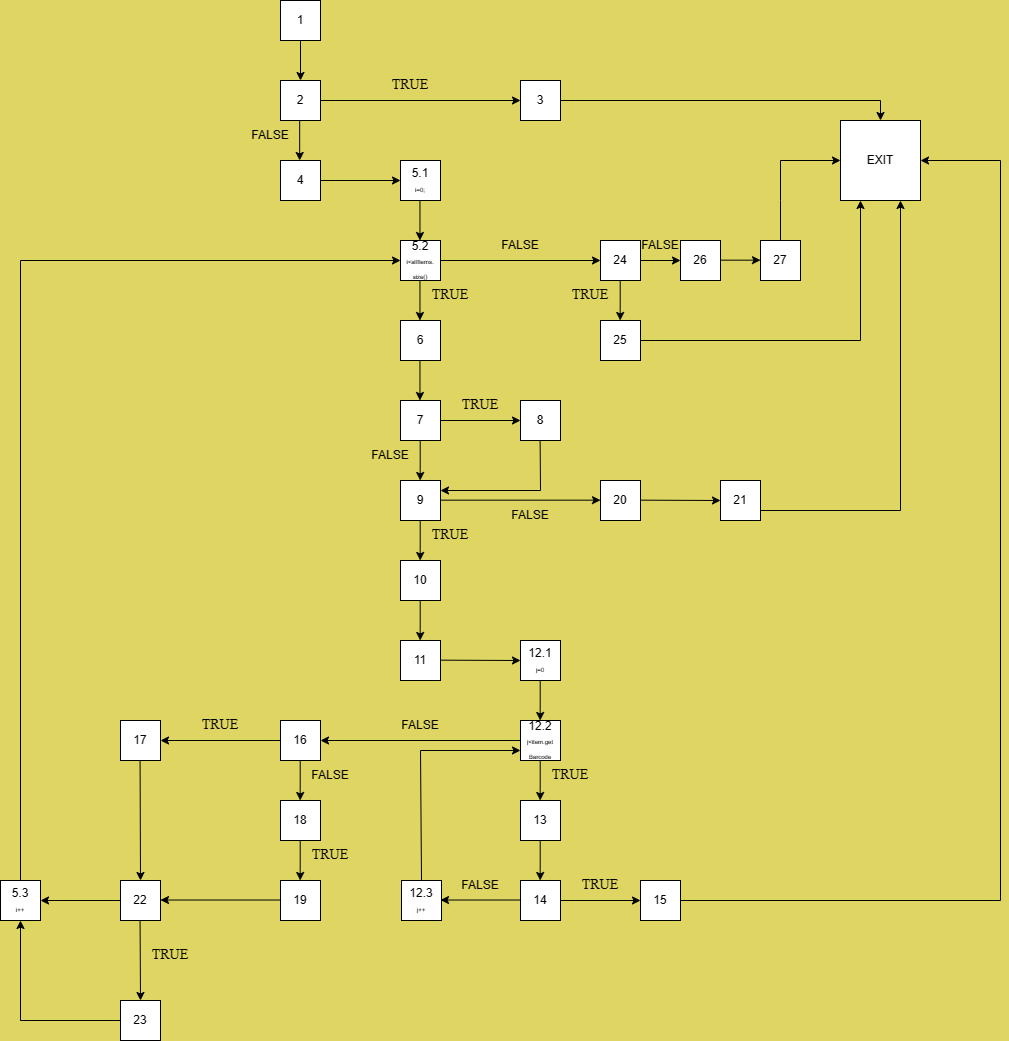 1
TRUE
2
3
FALSE
EXIT
4
5.1
i=0;
5.2
i<allItems.
size()
FALSE
24
FALSE
26
27
TRUE
TRUE
6
25
TRUE
7
8
FALSE
9
20
21
FALSE
TRUE
10
11
12.1
j=0
17
TRUE
16
FALSE
12.2
j<item.get
Barcode
FALSE
TRUE
18
13
TRUE
5.3
i++
22
19
12.3
j++
FALSE
14
TRUE
15
TRUE
23